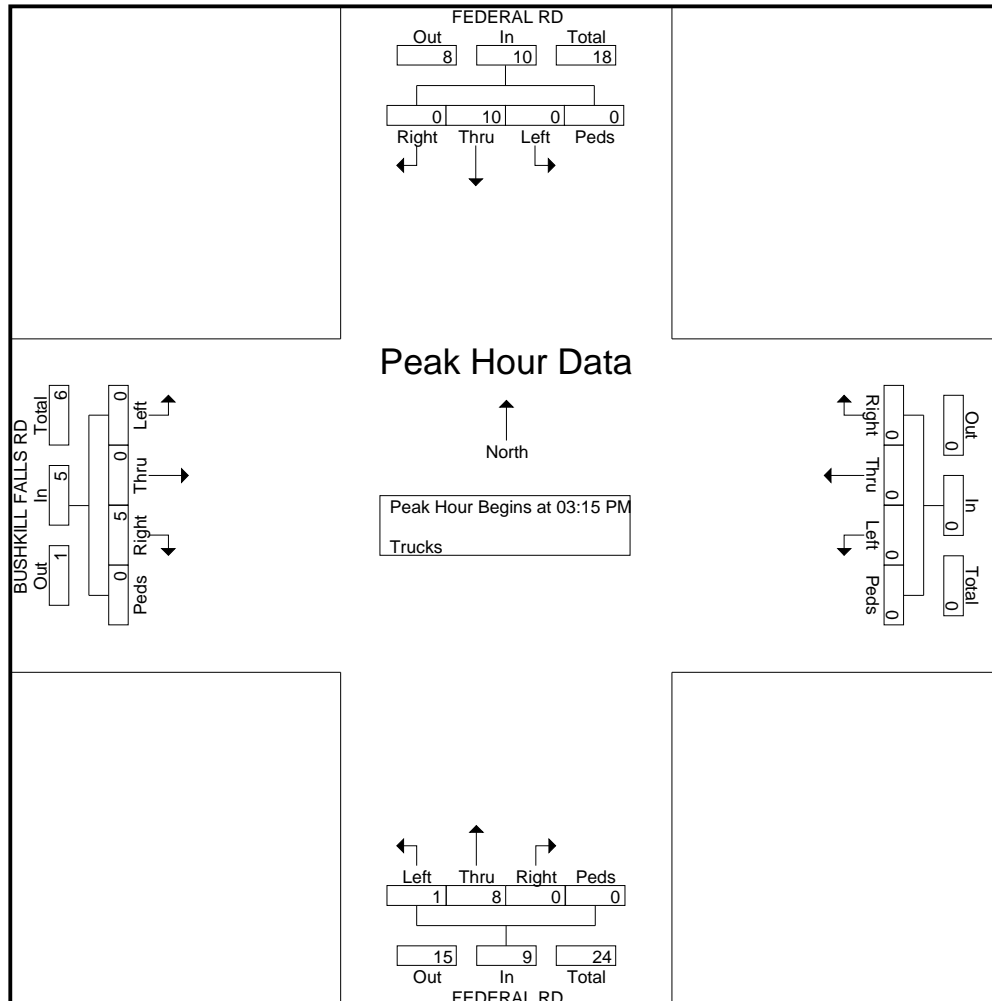 FEDERAL RD
Out In Total
8 10 18
0 10 0 0
Right Thru Left Peds
Peak Hour Data
North
Peak Hour Begins at 03:15 PM
Trucks
BUSHKILL FALLS RD
Out In Total
1 5 6
0 5 0 0
Peds Right Thru Left
Out In Total
0 0 0
0 0 0 0
Right Thru Left Peds
Left Thru Right Peds
1 8 0 0
15 9 24
Out In Total
FEDERAL RD